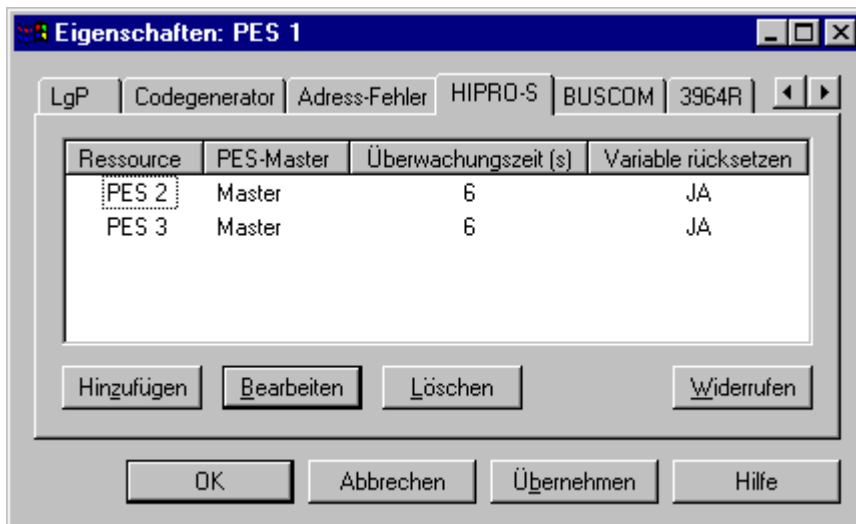 Eigenschaften: PES 1
LgP Codegenerator Adress-Fehler HIPRO-S BUSCOM 3964R
Ressource PES-Master Überwachungszeit (s) Variable rücksetzen
PES 2 Master 6 JA
PES 3 Master 6 JA
Hinzufügen Bearbeiten Löschen Widerrufen
OK Abbrechen Übernehmen Hilfe